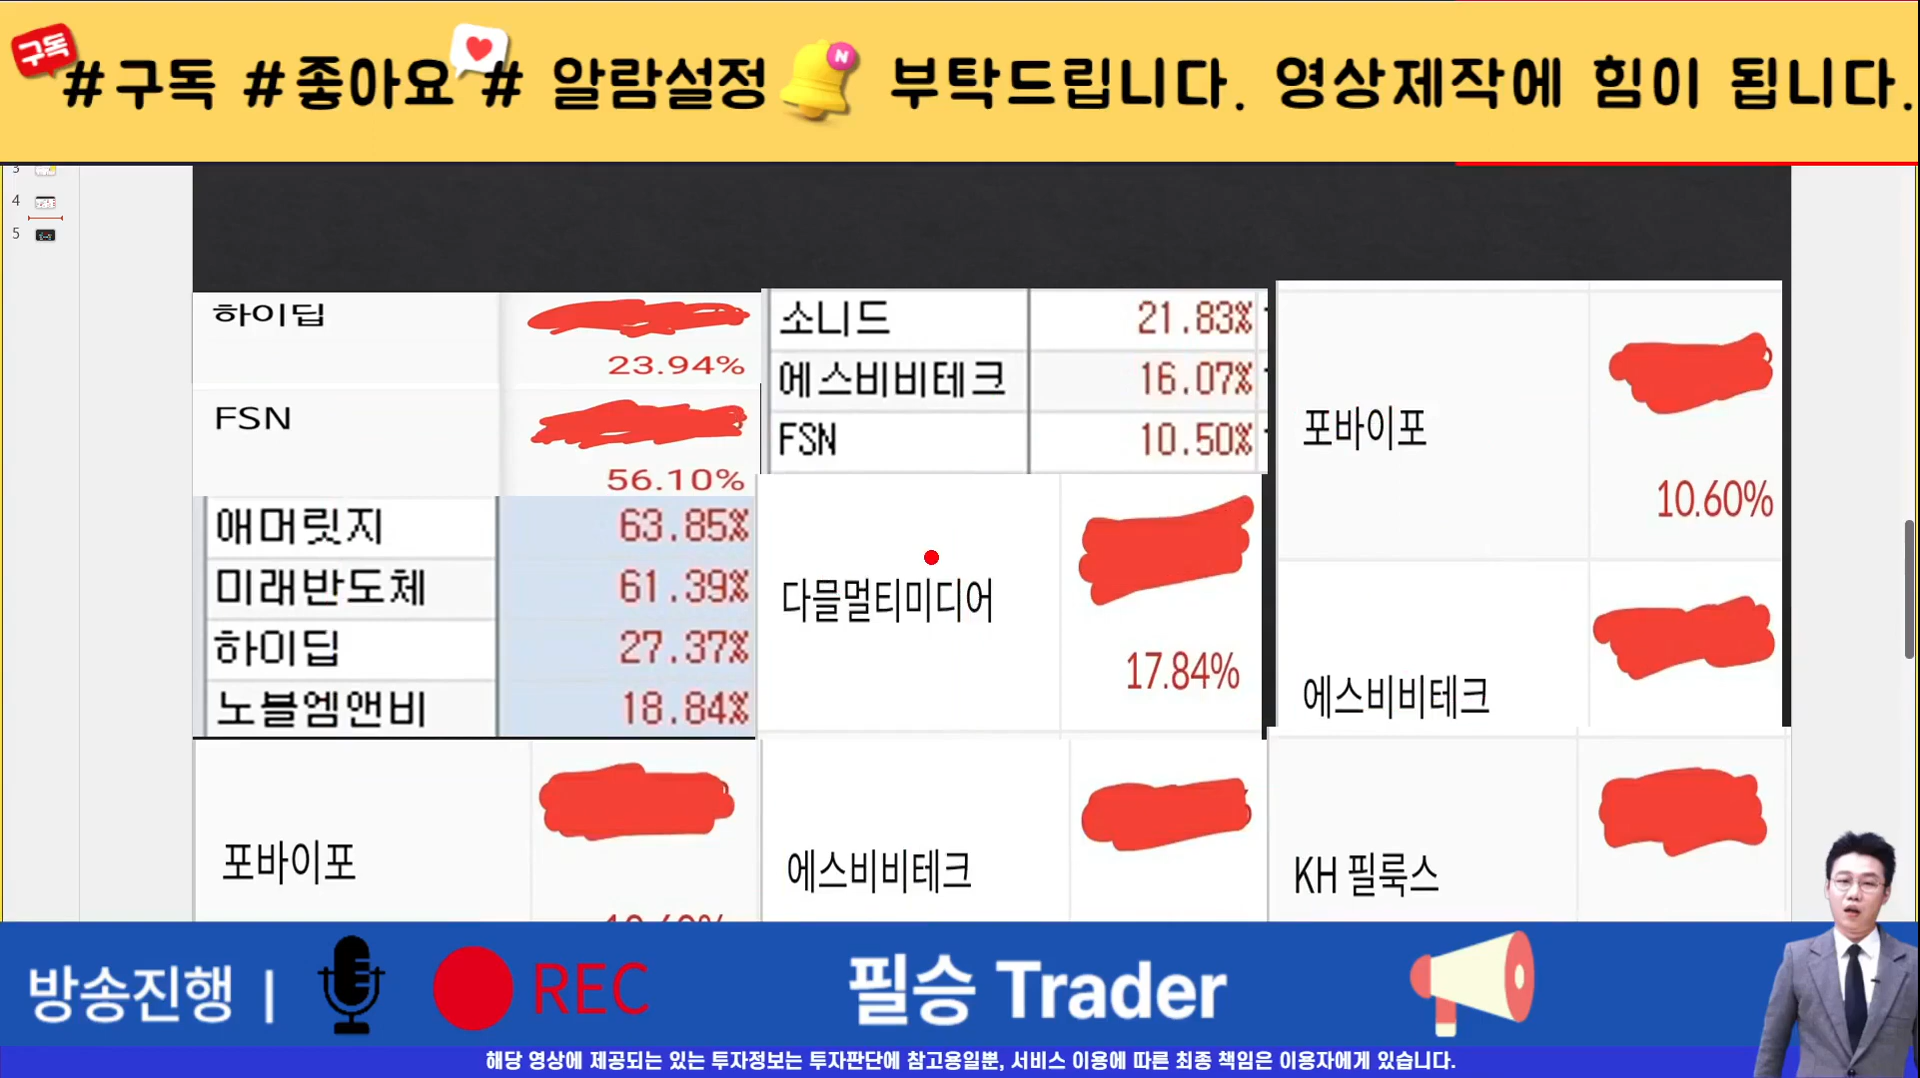 구독
#구독 #좋아요 # 알람설정 N 부탁드립니다. 영상제작에 힘이 됩니다.
3
4
5
하이딥
23.94%
FSN
56.10%
애머릿지 63.85%
미래반도체 61.39%
하이딥 27.37%
노블엠앤비 18.84%
소니드 21.83%
에스비비테크 16.07%
FSN 10.50%
다믈멀티미디어
17.84%
포바이포
10.60%
에스비비테크
포바이포
에스비비테크
KH 필룩스
방송진행 | REC 필승 Trader
해당 영상에 제공되는 있는 투자정보는 투자판단에 참고용일뿐, 서비스 이용에 따른 최종 책임은 이용자에게 있습니다.